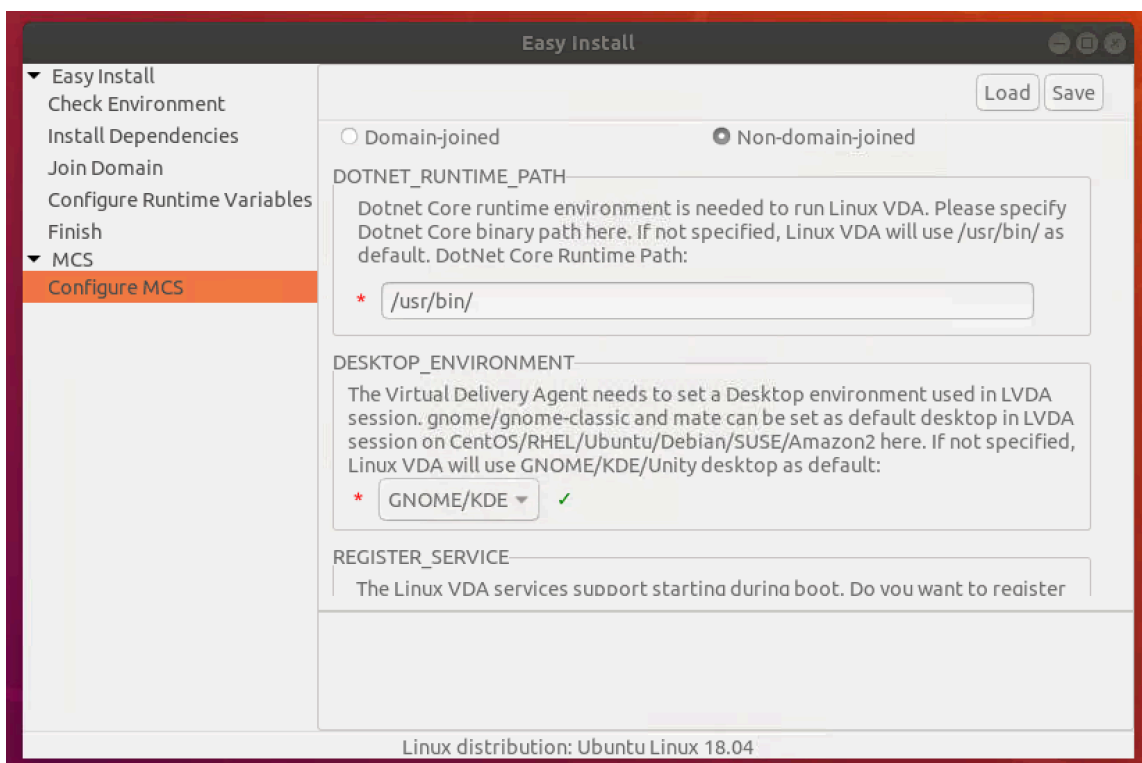 Easy Install
Easy Install
Check Environment
Install Dependencies
Join Domain
Configure Runtime Variables
Finish
MCS
Configure MCS
Load Save
Domain-joined Non-domain-joined
DOTNET_RUNTIME_PATH
Dotnet Core runtime environment is needed to run Linux VDA. Please specify
Dotnet Core binary path here. If not specified, Linux VDA will use /usr/bin/ as
default. DotNet Core Runtime Path:
* /usr/bin/
DESKTOP_ENVIRONMENT
The Virtual Delivery Agent needs to set a Desktop environment used in LVDA
session. gnome/gnome-classic and mate can be set as default desktop in LVDA
session on CentOS/RHEL/Ubuntu/Debian/SUSE/Amazon2 here. If not specified,
Linux VDA will use GNOME/KDE/Unity desktop as default:
* GNOME/KDE ✓
REGISTER_SERVICE
The Linux VDA services support starting during boot. Do you want to register
Linux distribution: Ubuntu Linux 18.04